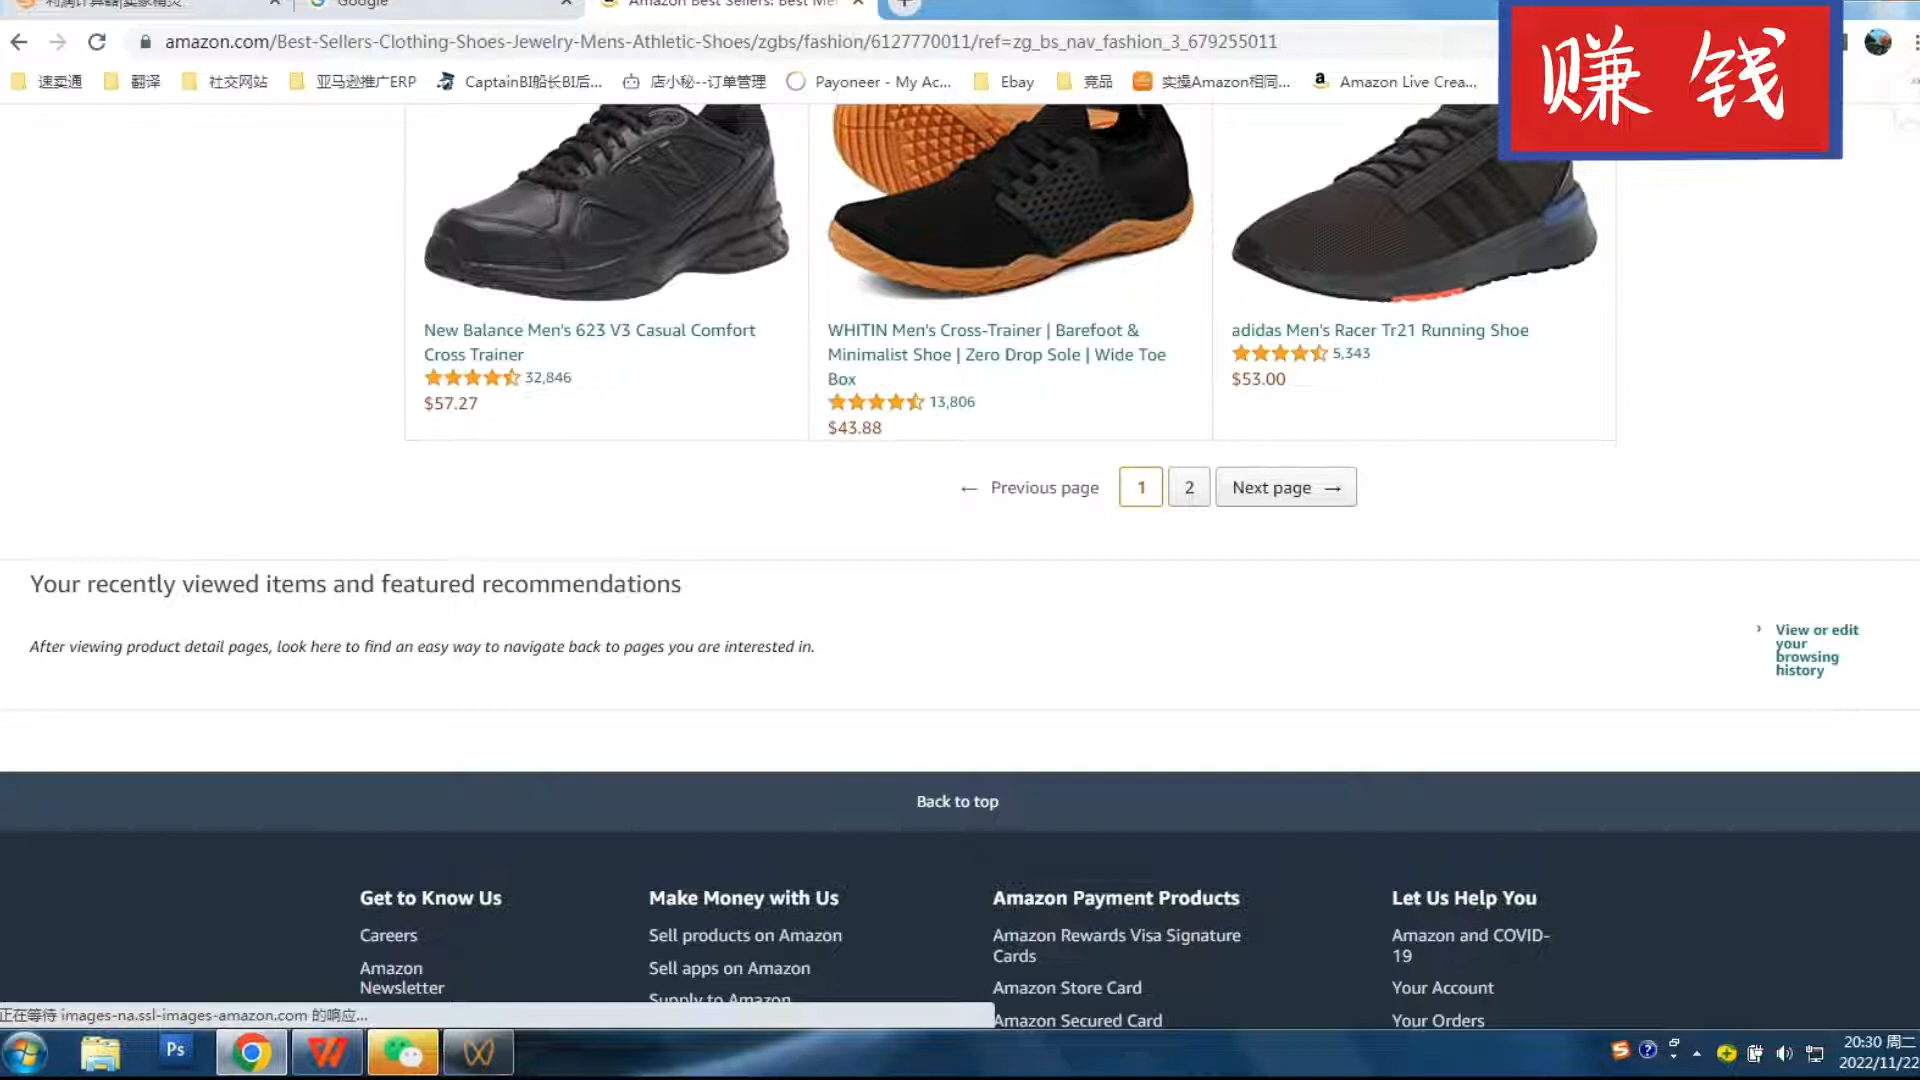 利润计算器|卖家精灵
Google
Amazon Best Sellers: Best Me
amazon.com/Best-Sellers-Clothing-Shoes-Jewelry-Mens-Athletic-Shoes/zgbs/fashion/6127770011/ref=zg_bs_nav_fashion_3_679255011
赚 钱
速卖通 翻译 社交网站 亚马逊推广ERP CaptainBI船长BI后... 店小秘--订单管理 Payoneer - My Ac... Ebay 竞品 实操Amazon相同... Amazon Live Crea...
New Balance Men's 623 V3 Casual Comfort
Cross Trainer
32,846
$57.27
WHITIN Men's Cross-Trainer | Barefoot &
Minimalist Shoe | Zero Drop Sole | Wide Toe
Box
13,806
$43.88
adidas Men's Racer Tr21 Running Shoe
5,343
$53.00
← Previous page 1 2 Next page →
Your recently viewed items and featured recommendations
After viewing product detail pages, look here to find an easy way to navigate back to pages you are interested in.
› View or edit
your
browsing
history
Back to top
Get to Know Us
Careers
Amazon
Newsletter
Make Money with Us
Sell products on Amazon
Sell apps on Amazon
Supply to Amazon
Amazon Payment Products
Amazon Rewards Visa Signature
Cards
Amazon Store Card
Amazon Secured Card
Let Us Help You
Amazon and COVID-
19
Your Account
Your Orders
正在等待 images-na.ssl-images-amazon.com 的响应...
Ps
20:30 周二
2022/11/22